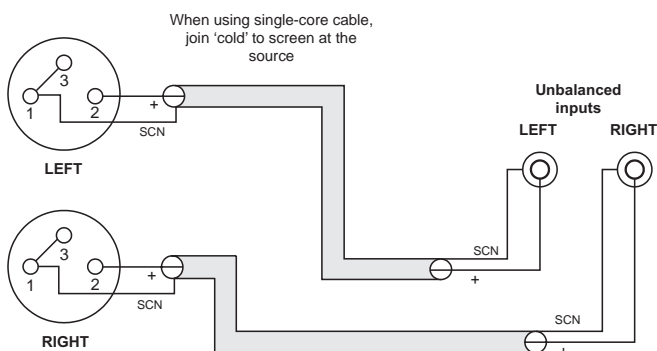 When using single-core cable,
join ‘cold’ to screen at the
source
3
1
2
+
SCN
LEFT
Unbalanced
inputs
LEFT
RIGHT
SCN
+
3
1
2
+
SCN
RIGHT
SCN
+